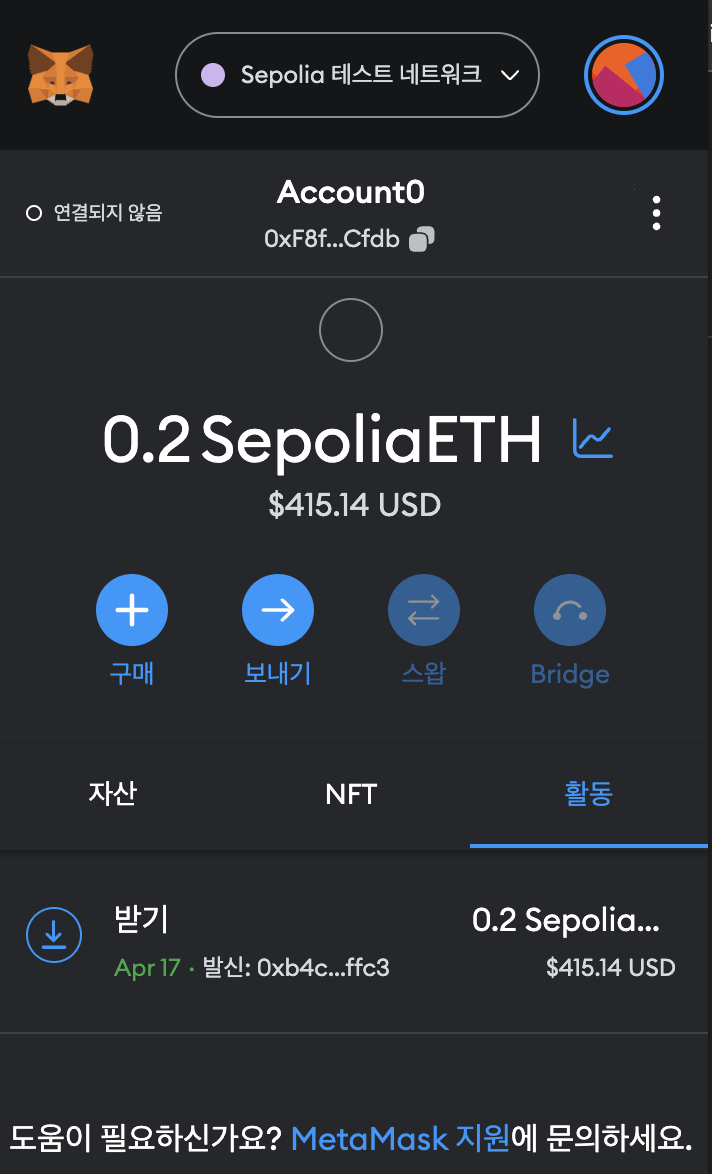 Sepolia 테스트 네트워크
Account0
연결되지 않음
0xF8f...Cfdb
0.2 SepoliaETH
$415.14 USD
구매 보내기 스왑 Bridge
자산 NFT 활동
받기 0.2 Sepolia...
Apr 17 · 발신: 0xb4c...ffc3 $415.14 USD
도움이 필요하신가요? MetaMask 지원에 문의하세요.